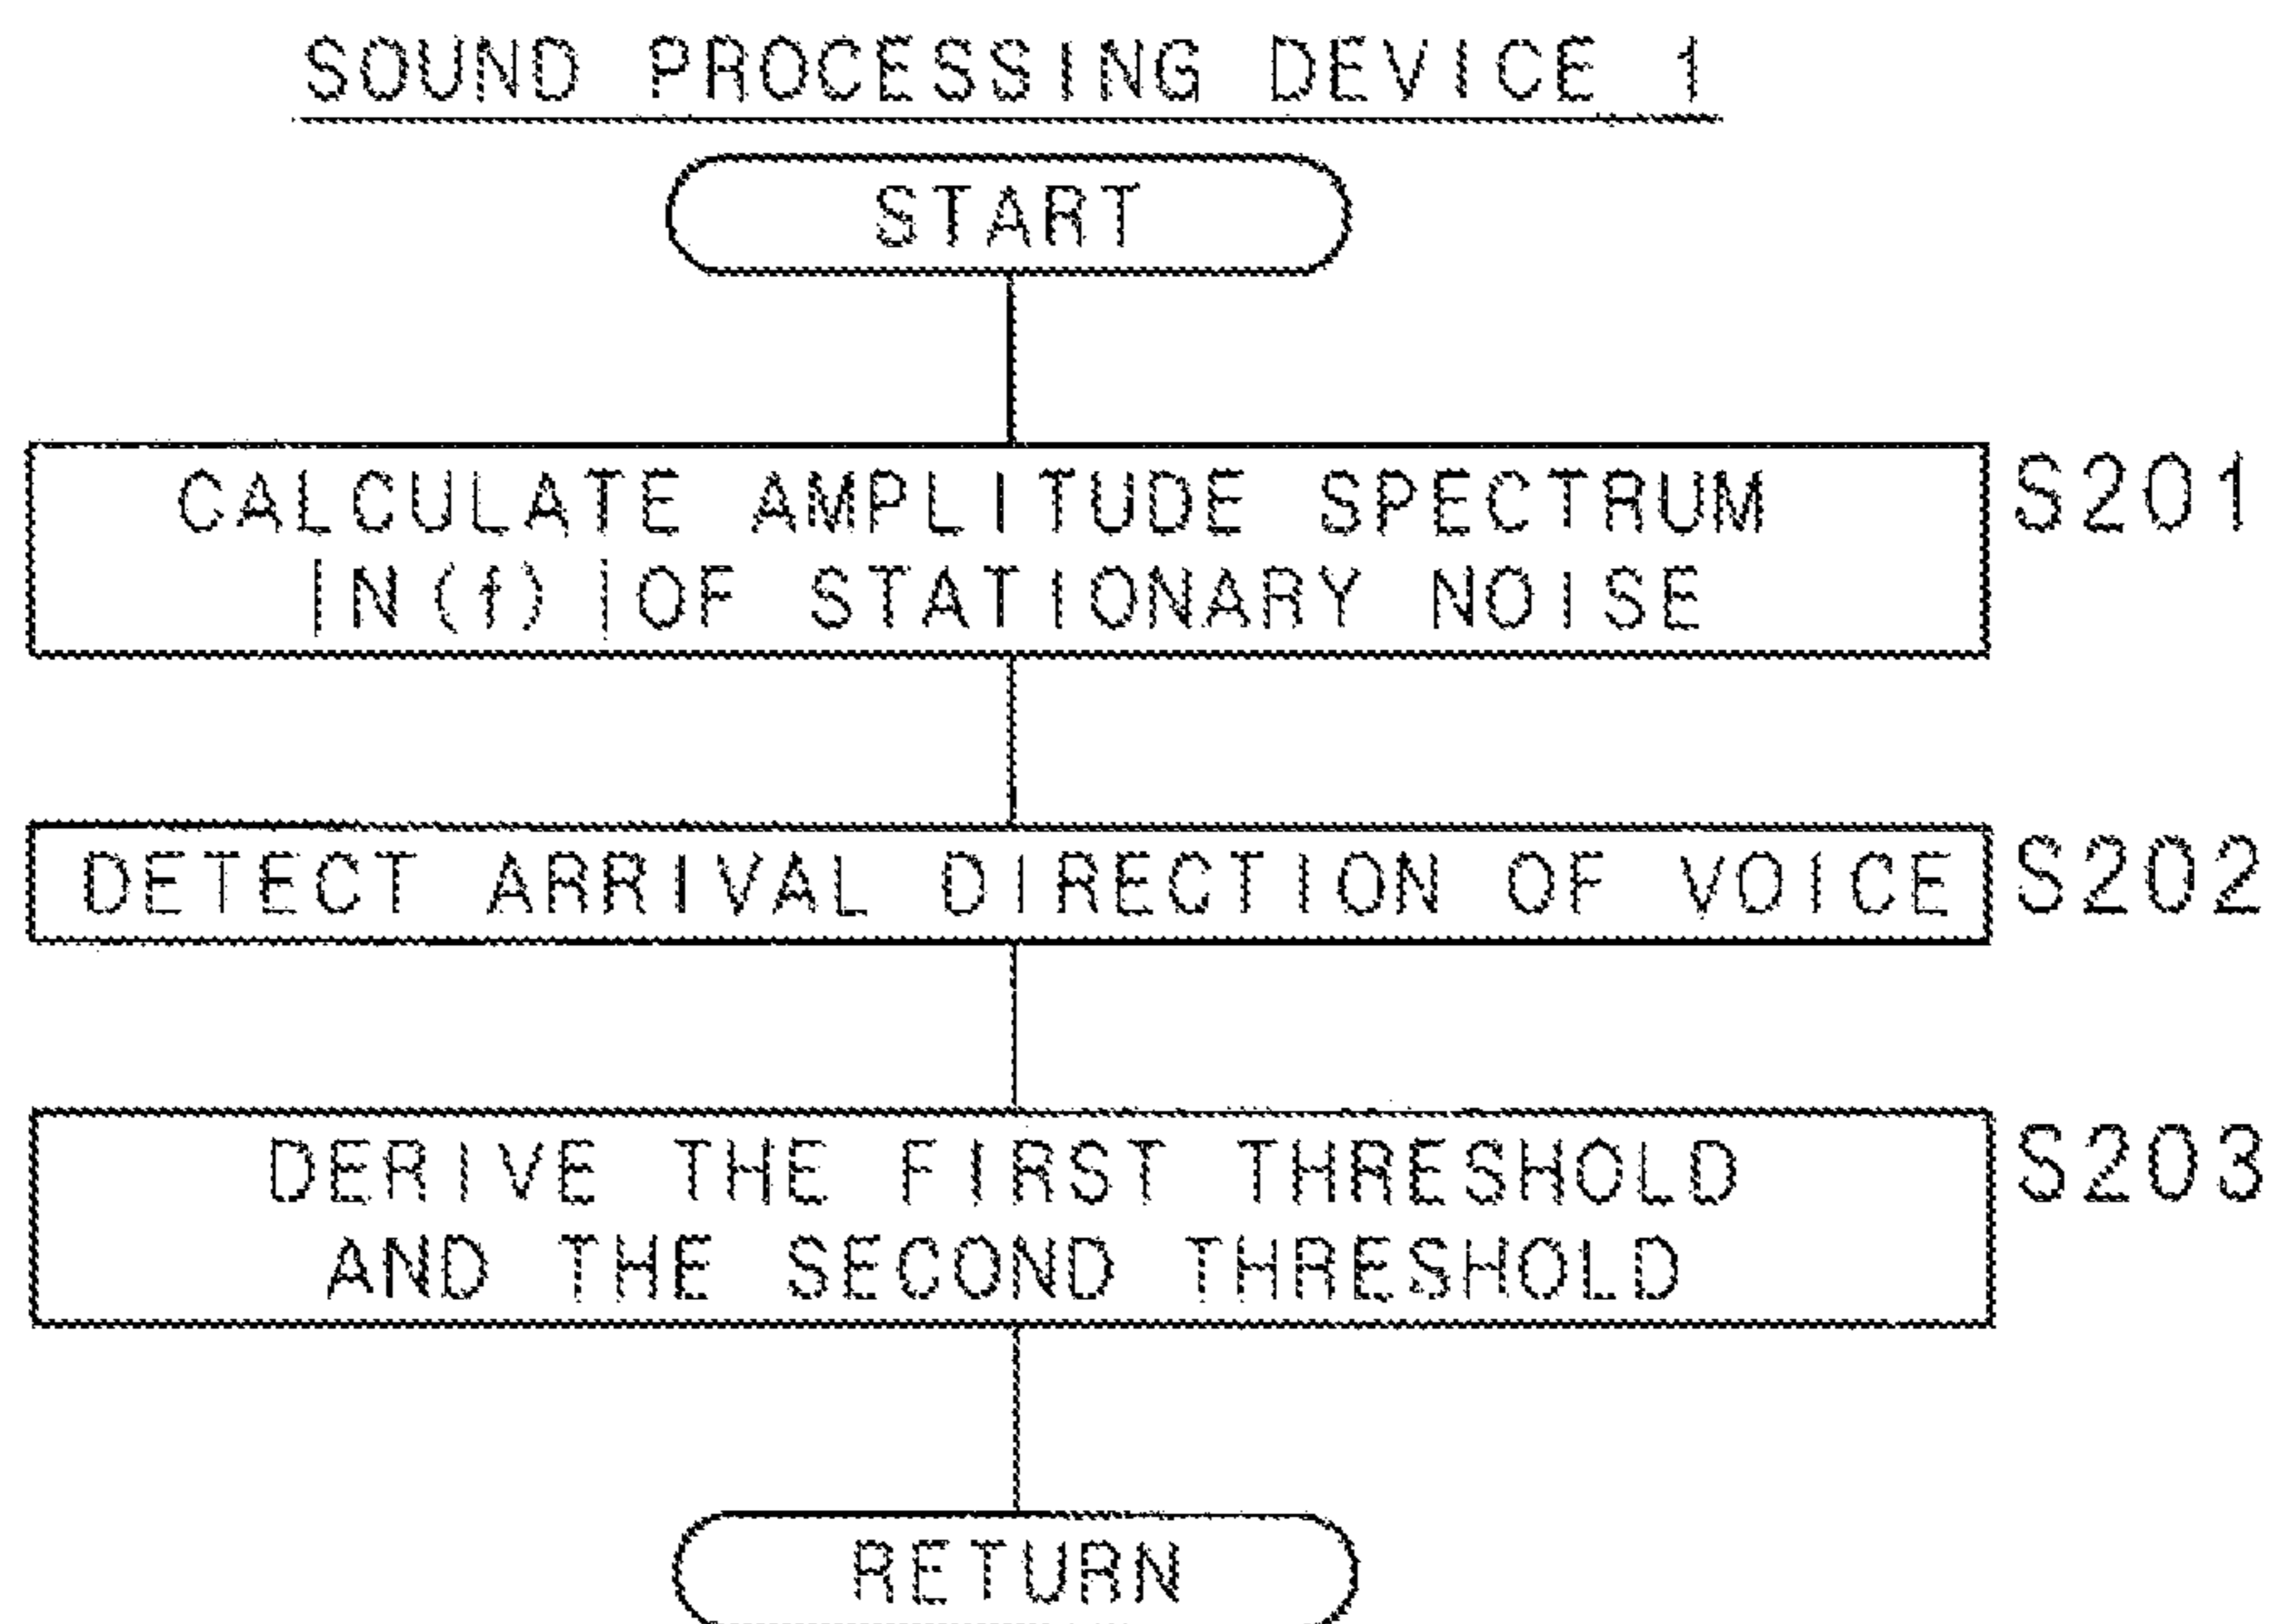 SOUND PROCESSING DEVICE 1
START
CALCULATE AMPLITUDE SPECTRUM
|N(f)|OF STATIONARY NOISE
S201
DETECT ARRIVAL DIRECTION OF VOICE
S202
DERIVE THE FIRST THRESHOLD
AND THE SECOND THRESHOLD
S203
RETURN